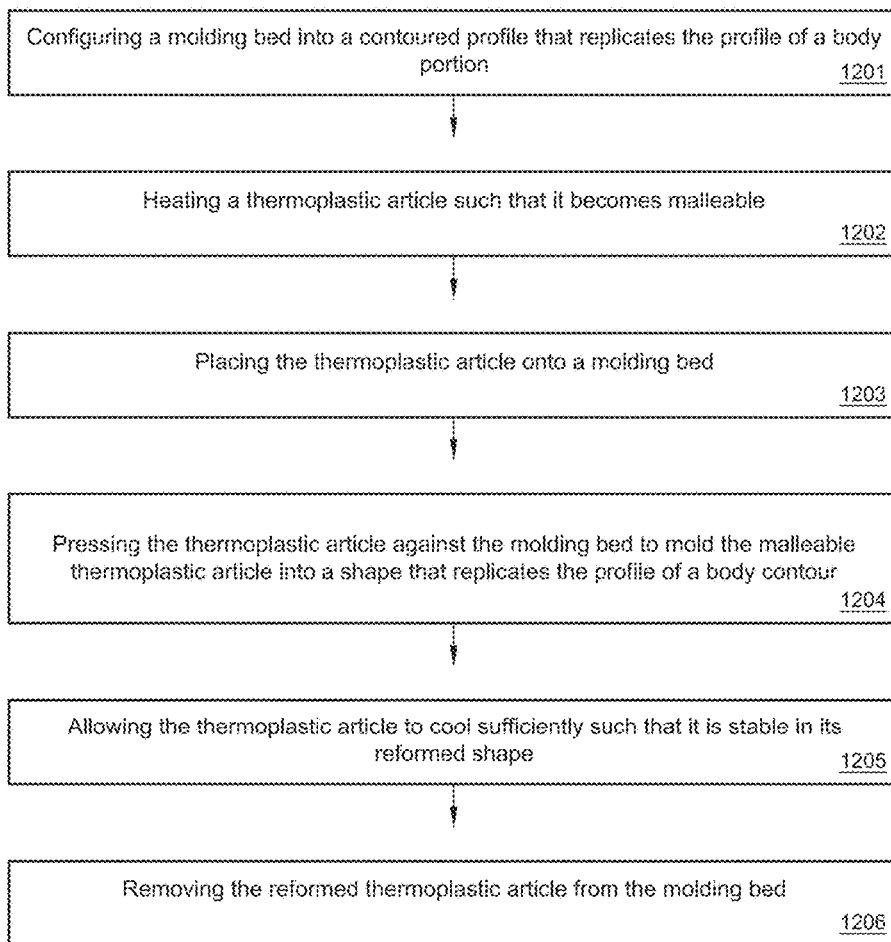 Configuring a molding bed into a contoured profile that replicates the profile of a body
portion
1201
Heating a thermoplastic article such that it becomes malleable
1202
Placing the thermoplastic article onto a molding bed
1203
Pressing the thermoplastic article against the molding bed to mold the malleable
thermoplastic article into a shape that replicates the profile of a body contour
1204
Allowing the thermoplastic article to cool sufficiently such that it is stable in its
reformed shape
1205
Removing the reformed thermoplastic article from the molding bed
1206